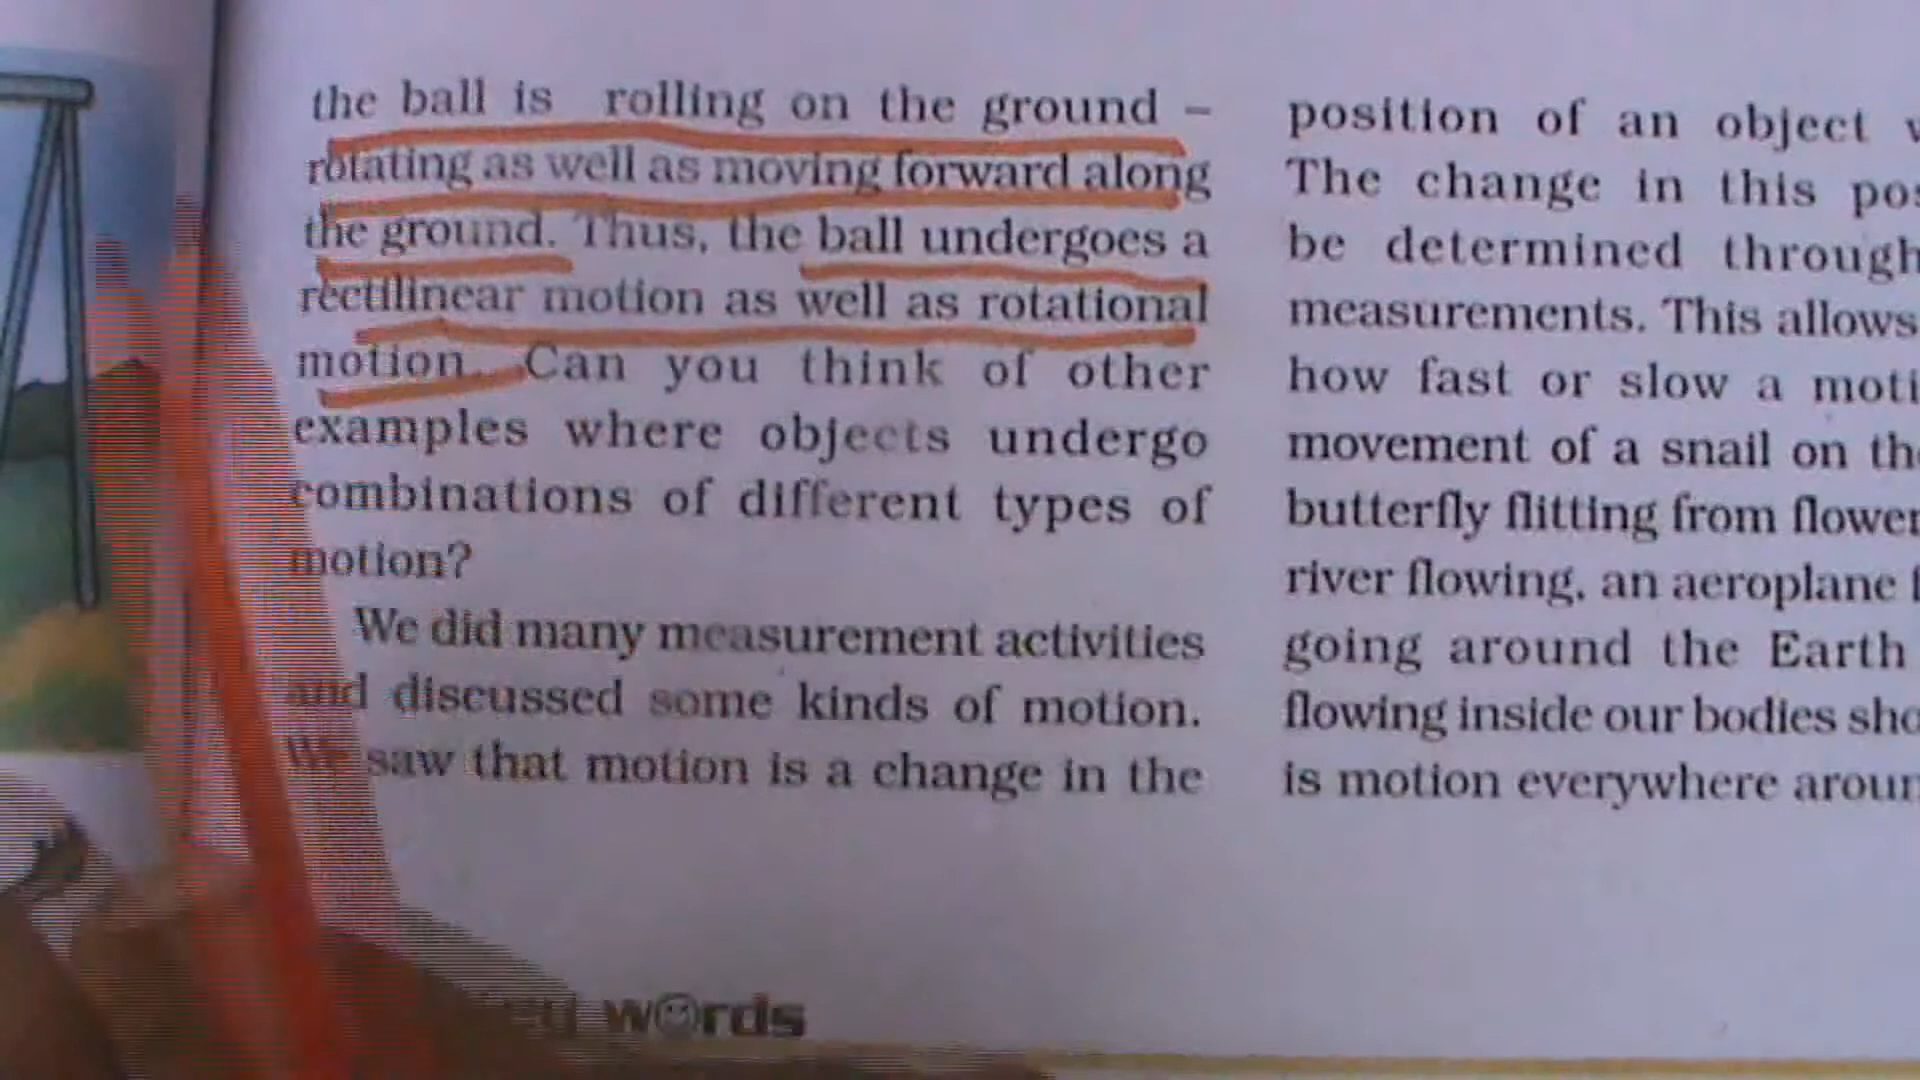 the ball is rolling on the ground –
rotating as well as moving forward along
the ground. Thus, the ball undergoes a
rectilinear motion as well as rotational
motion. Can you think of other
examples where objects undergo
combinations of different types of
motion?
We did many measurement activities
and discussed some kinds of motion.
We saw that motion is a change in the
position of an object
The change in this
be determined through
measurements. This allows
how fast or slow a
movement of a snail on
butterfly flitting from
river flowing, an aeroplane
going around the Earth
flowing inside our bodies
is motion everywhere
words